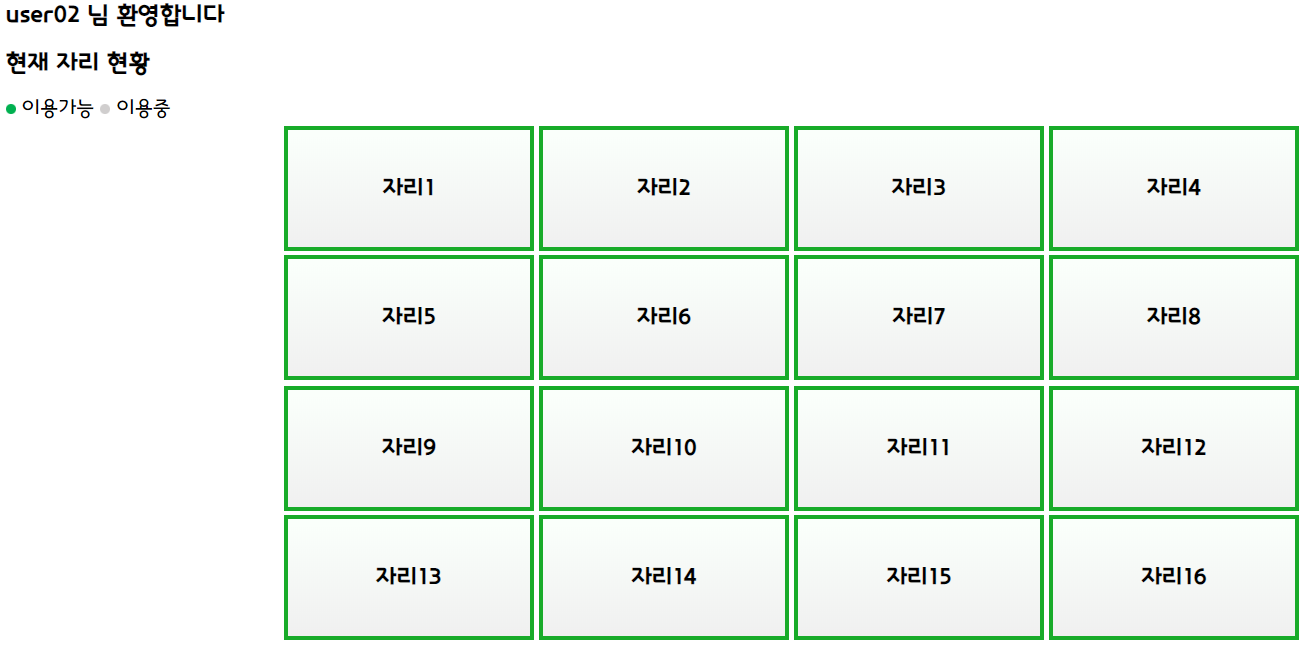 user02 님 환영합니다
현재 자리 현황
이용가능 이용중
자리1 자리2 자리3 자리4
자리5 자리6 자리7 자리8
자리9 자리10 자리11 자리12
자리13 자리14 자리15 자리16